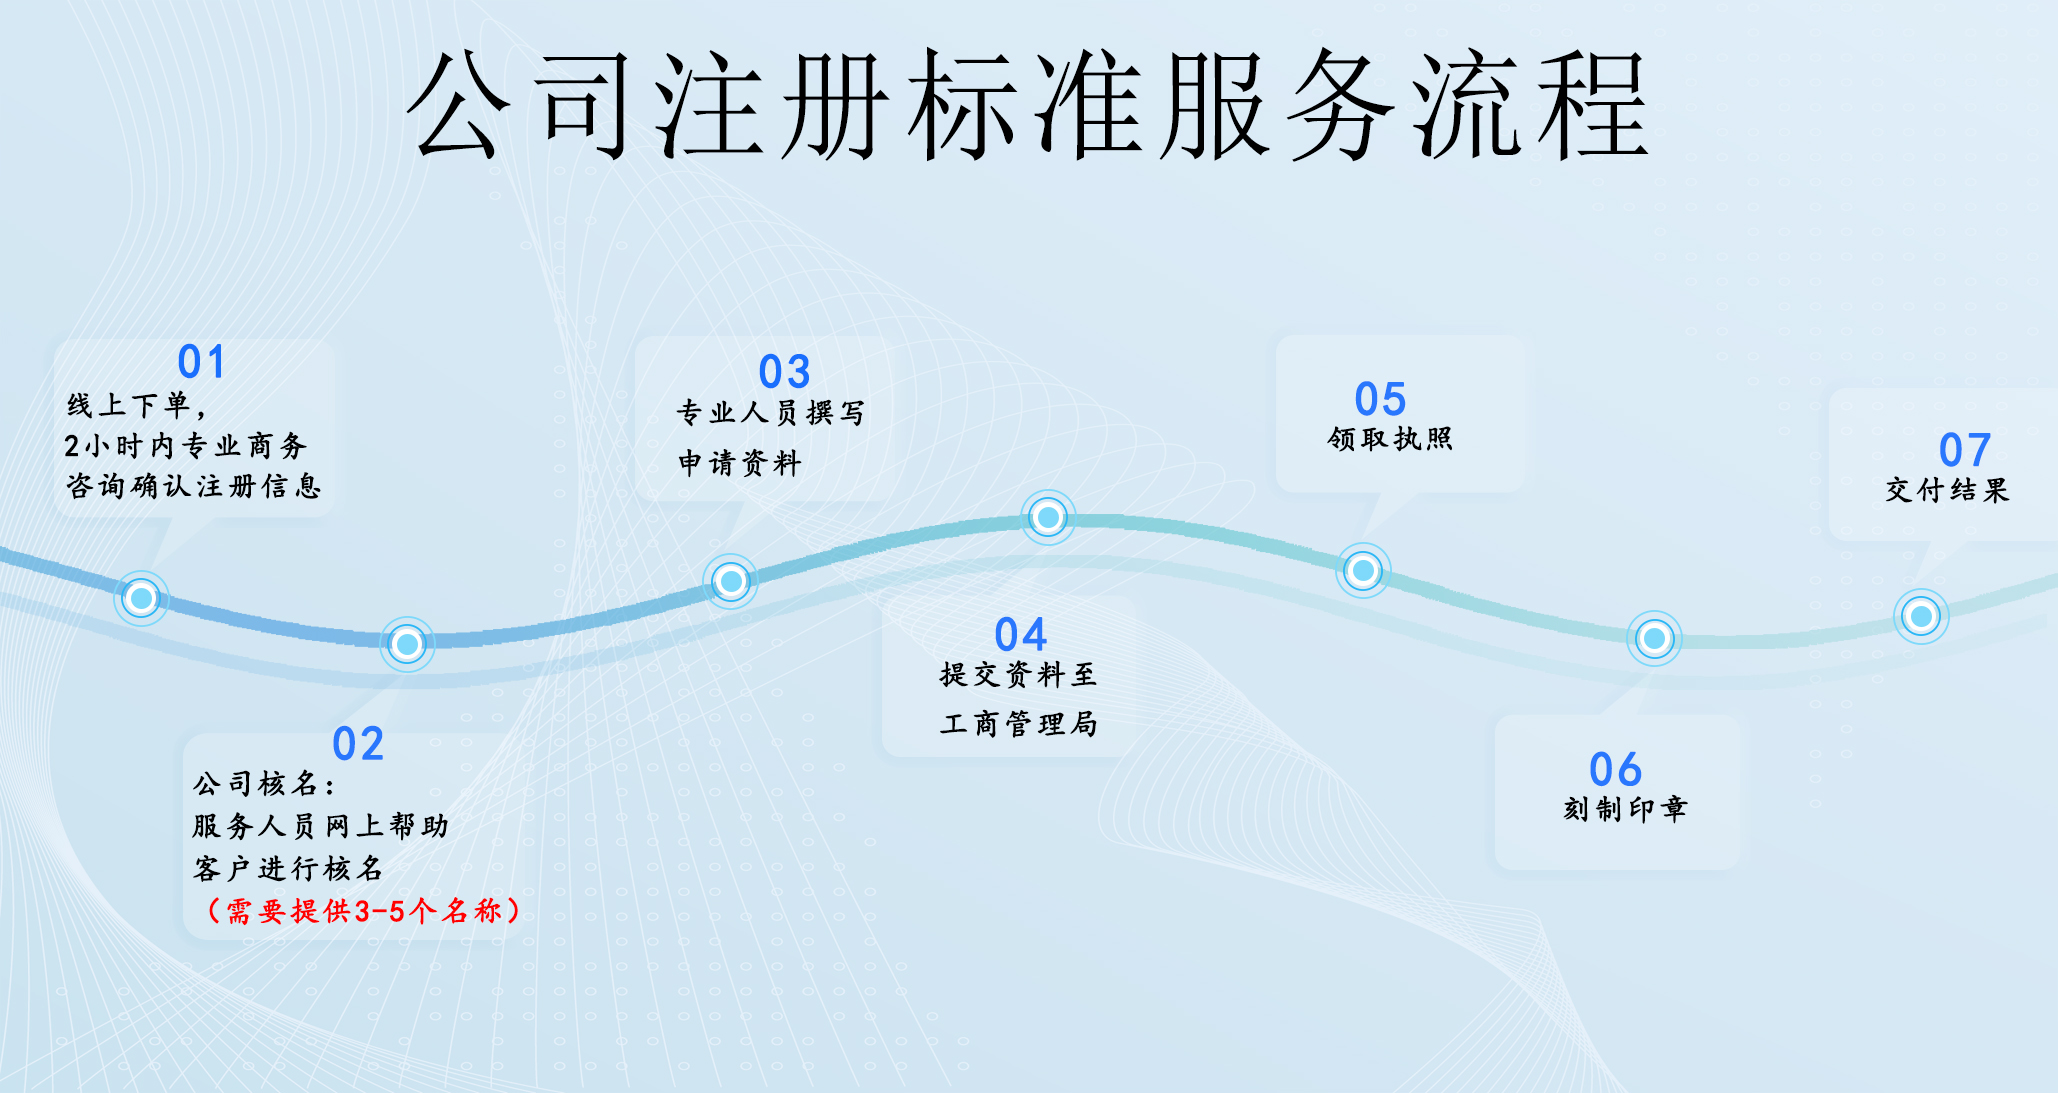 公司注册标准服务流程
01
线上下单，
2小时内专业商务
咨询确认注册信息
02
公司核名：
服务人员网上帮助
客户进行核名
（需要提供3-5个名称）
03
专业人员撰写
申请资料
04
提交资料至
工商管理局
05
领取执照
06
刻制印章
07
交付结果